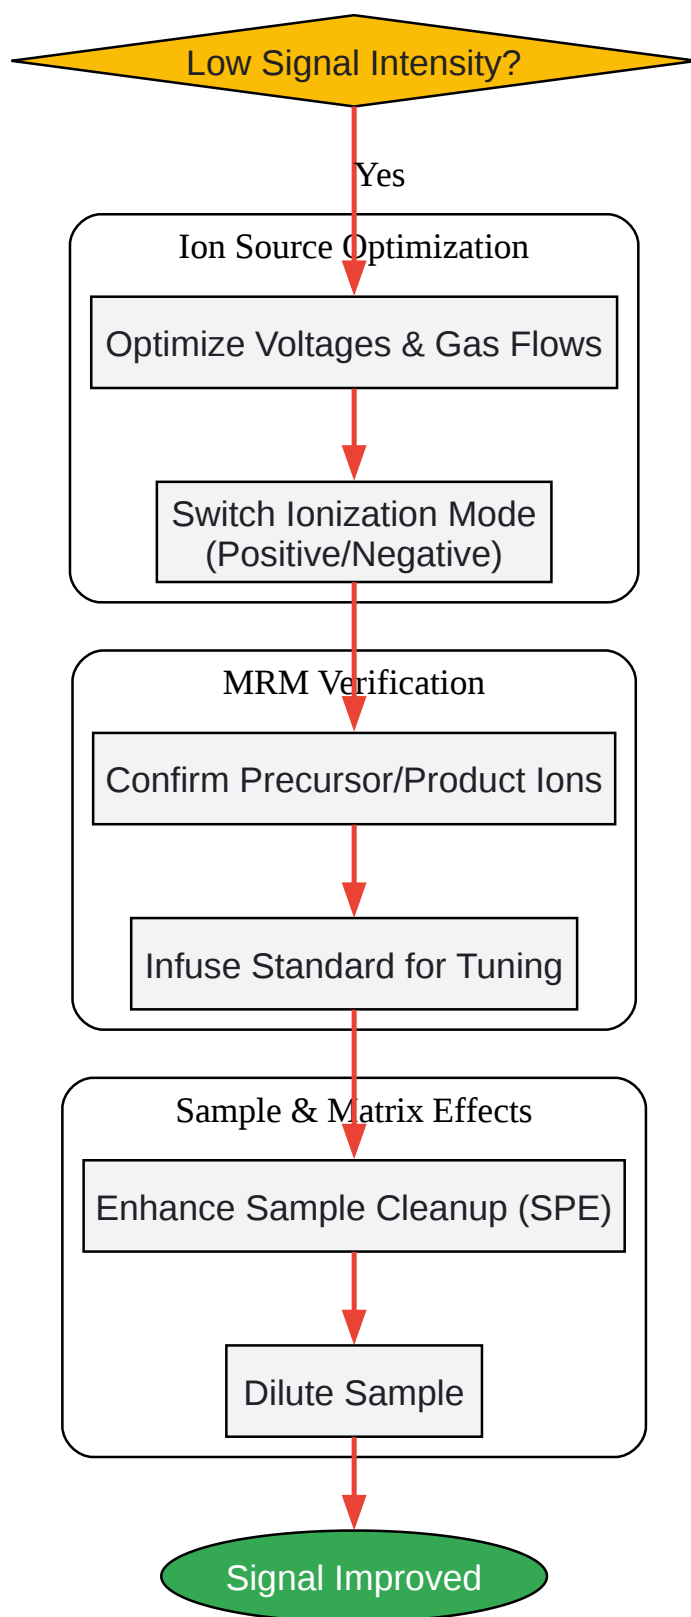 Low Signal Intensity?
Yes
Ion Source Optimization
Optimize Voltages & Gas Flows
Switch Ionization Mode
(Positive/Negative)
MRM Verification
Confirm Precursor/Product Ions
Infuse Standard for Tuning
Sample & Matrix Effects
Enhance Sample Cleanup (SPE)
Dilute Sample
Signal Improved